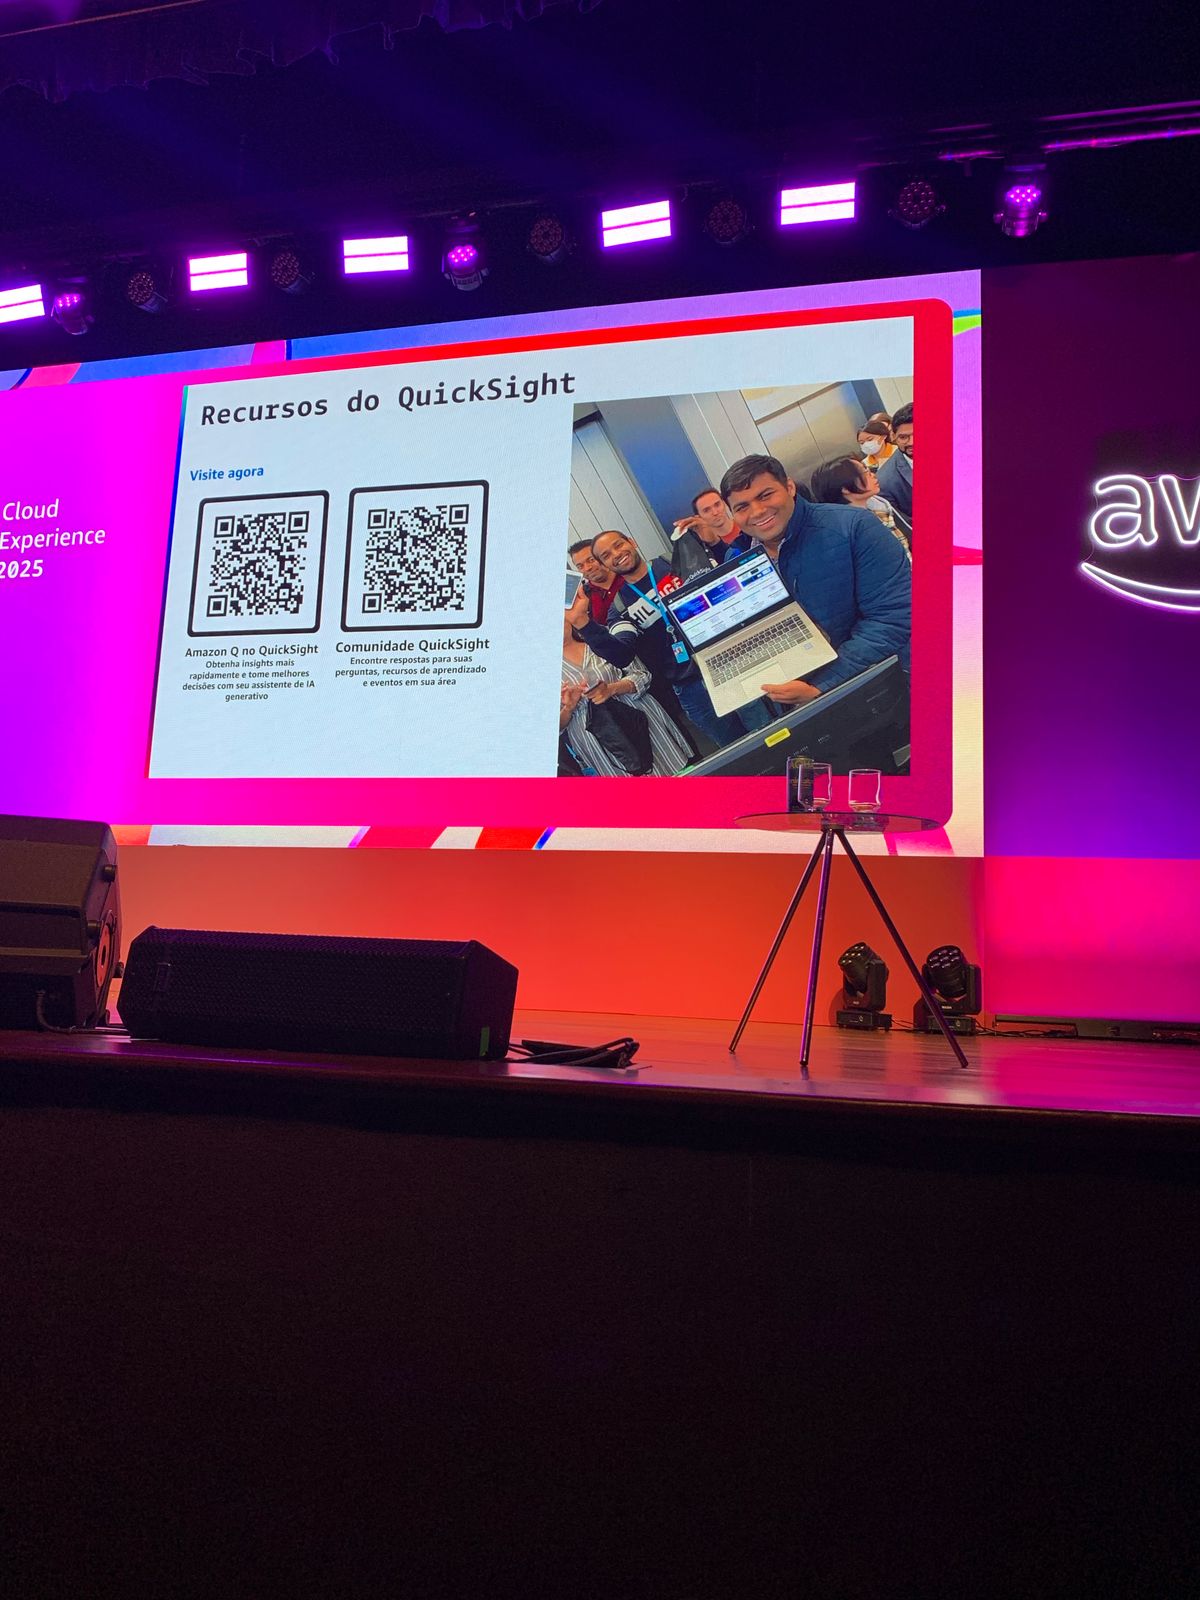 Recursos do QuickSight
Visite agora
Amazon Q no QuickSight
Obtenha insights mais
rapidamente e tome melhores
decisões com seu assistente de IA
generativo
Comunidade QuickSight
Encontre respostas para suas
perguntas, recursos de aprendizado
e eventos em sua área
Cloud
Experience
2025
aw